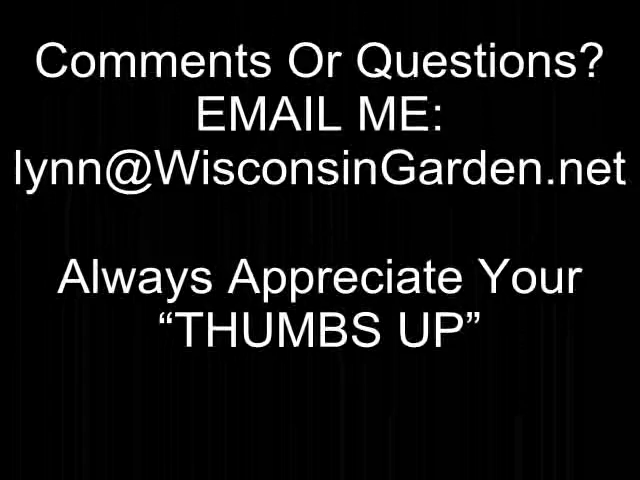 Comments Or Questions?
EMAIL ME:
lynn@WisconsinGarden.net
Always Appreciate Your
“THUMBS UP”